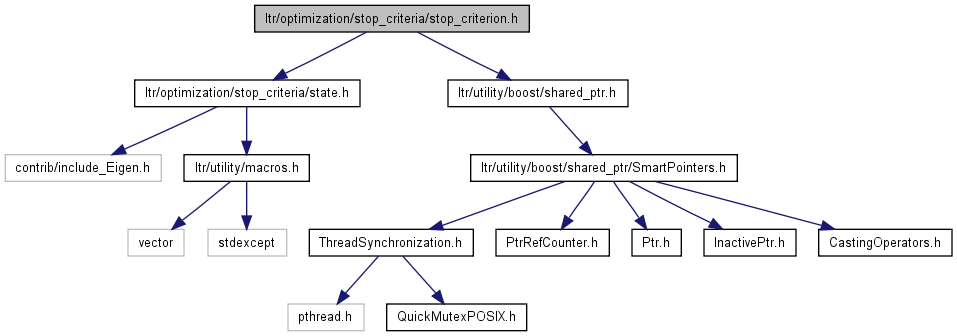 ltr/optimization/stop_criteria/stop_criterion.h
ltr/optimization/stop_criteria/state.h
ltr/utility/boost/shared_ptr.h
contrib/include_Eigen.h
ltr/utility/macros.h
ltr/utility/boost/shared_ptr/SmartPointers.h
vector
stdexcept
ThreadSynchronization.h
PtrRefCounter.h
Ptr.h
InactivePtr.h
CastingOperators.h
pthread.h
QuickMutexPOSIX.h